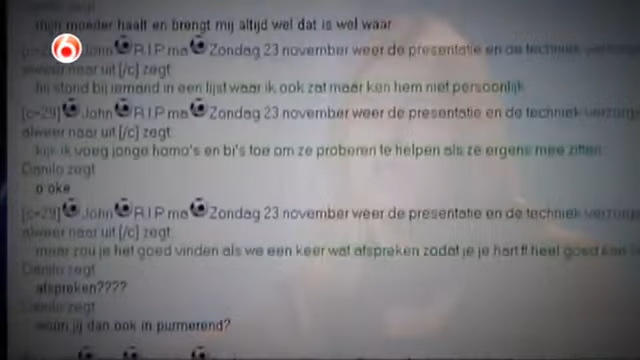 Danilo zegt
mijn moeder haalt en brengt mij altijd wel dat is wel waar
6
John R.I.P ma Zondag 23 november weer de presentatie en de techniek
alweer naar uit [/c] zegt
hij stond bij iemand in een lijst waar ik ook zat maar ken hem niet persoonlijk
[c=29] John R.I.P ma Zondag 23 november weer de presentatie en de techniek verzorgd
alweer naar uit [/c] zegt
kijk ik voeg jonge homo's en bi's toe om ze proberen te helpen als ze ergens mee zitten
Danilo zegt
o oke
[c=29] John R.I.P ma Zondag 23 november weer de presentatie en de techniek
alweer naar uit [/c] zegt
maar zou je het goed vinden als we een keer wat afspreken zodat je je hart ff heel goed kan
Danilo zegt
afspreken????
Danilo zegt
woon jij dan ook in purmerend?